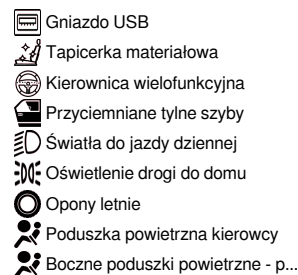 Gniazdo USB
Tapicerka materiałowa
Kierownica wielofunkcyjna
Przyciemniane tylne szyby
Światła do jazdy dziennej
Oświetlenie drogi do domu
Opony letnie
Poduszka powietrzna kierowcy
Boczne poduszki powietrzne - p...